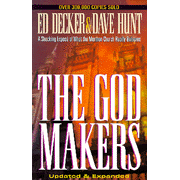 OVER 300,000 COPIES SOLD
ED DECKER & DAVE HUNT
A Shocking Expose of What the Mormon Church Really Believes
THE GOD
MAKERS
Updated & Expanded